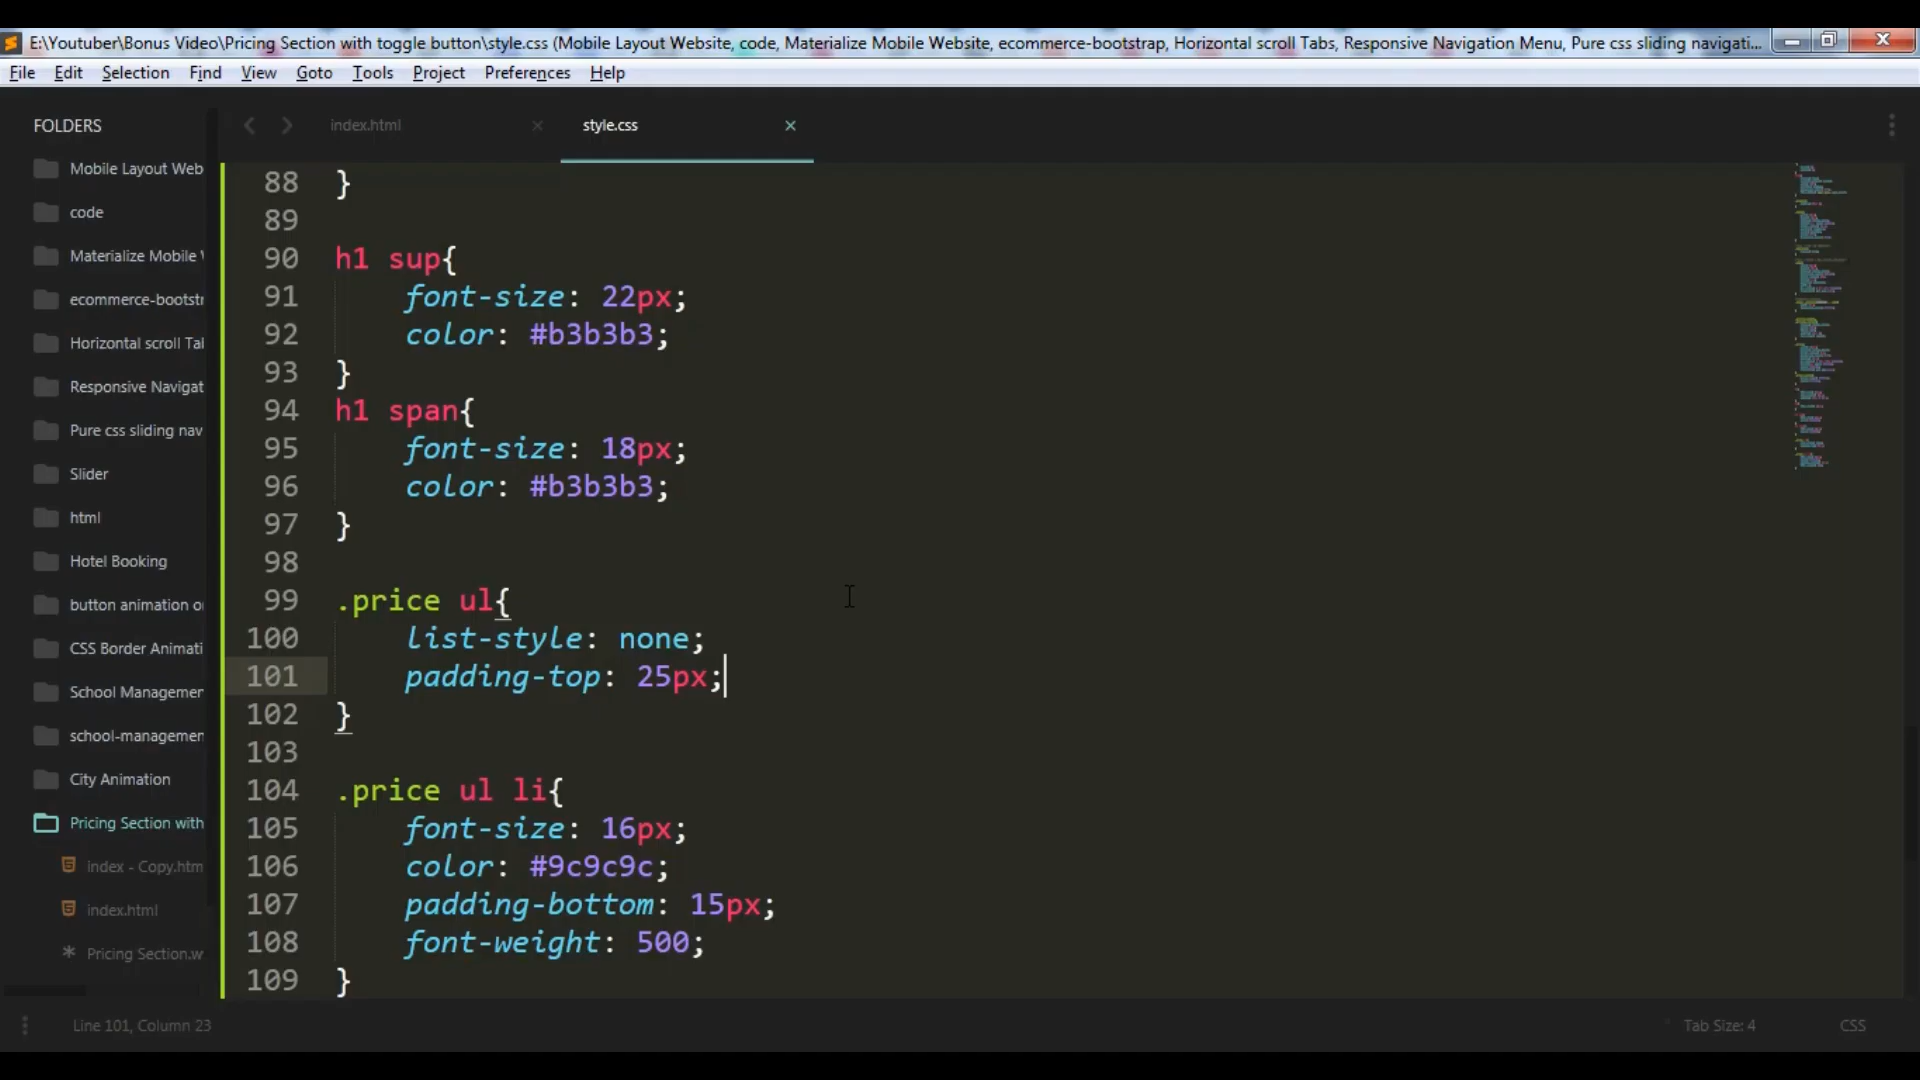 E:\Youtuber\Bonus Video\Pricing Section with toggle button\style.css (Mobile Layout Website, code, Materialize Mobile Website, ecommerce-bootstrap, Horizontal scroll Tabs, Responsive Navigation Menu, Pure css sliding navigati...
File Edit Selection Find View Goto Tools Project Preferences Help
FOLDERS
Mobile Layout Web
code
Materialize Mobile
ecommerce-bootstr
Horizontal scroll Ta
Responsive Navigat
Pure css sliding nav
Slider
html
Hotel Booking
button animation o
CSS Border Animati
School Managemen
school-managemen
City Animation
Pricing Section with
index - Copy.htm
index.html
Pricing Section.w
index.html
style.css
88 }
89
90 h1 sup{
91 font-size: 22px;
92 color: #b3b3b3;
93 }
94 h1 span{
95 font-size: 18px;
96 color: #b3b3b3;
97 }
98
99 .price ul{
100 list-style: none;
101 padding-top: 25px;
102 }
103
104 .price ul li{
105 font-size: 16px;
106 color: #9c9c9c;
107 padding-bottom: 15px;
108 font-weight: 500;
109 }
Line 101, Column 23
Tab Size: 4
CSS